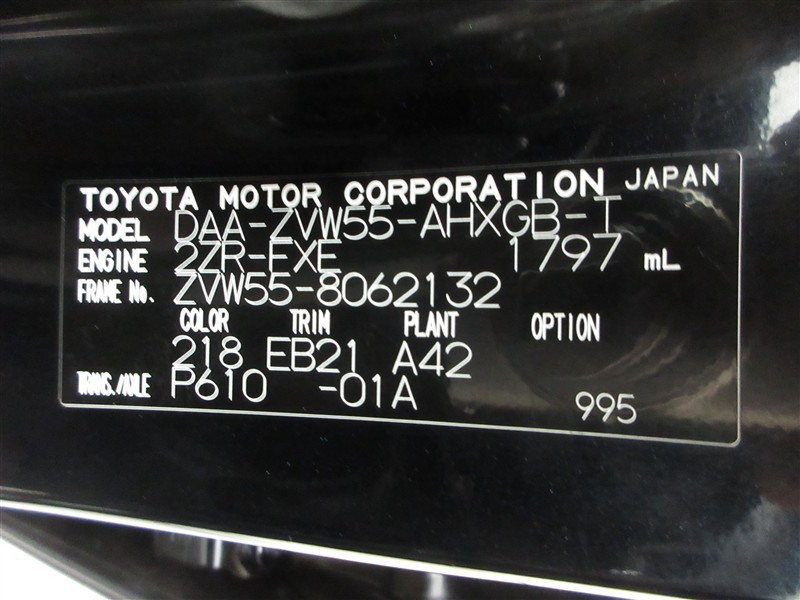 TOYOTA MOTOR CORPORATION JAPAN
MODEL DAA-ZVW55-AHXGB-T
ENGINE 2ZR-FXE 1797 mL
FRAME No. ZVW55-8062132
COLOR TRIM PLANT OPTION
218 EB21 A42
TRANS./AXLE P610 -01A
995